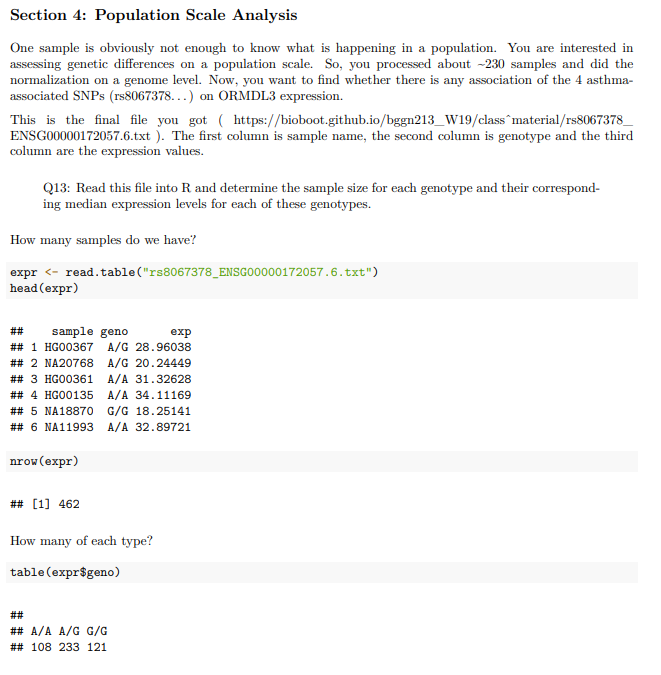 Section 4: Population Scale Analysis
One sample is obviously not enough to know what is happening in a population. You are interested in
assessing genetic differences on a population scale. So, you processed about ~230 samples and did the
normalization on a genome level. Now, you want to find whether there is any association of the 4 asthma-
associated SNPs (rs8067378...) on ORMDL3 expression.
This is the final file you got ( https://bioboot.github.io/bggn213_W19/class^material/rs8067378_
ENSG00000172057.6.txt ). The first column is sample name, the second column is genotype and the third
column are the expression values.
Q13: Read this file into R and determine the sample size for each genotype and their correspond-
ing median expression levels for each of these genotypes.
How many samples do we have?
expr <- read.table("rs8067378_ENSG00000172057.6.txt")
head(expr)
##    sample geno      exp
## 1 HG00367  A/G 28.96038
## 2 NA20768  A/G 20.24449
## 3 HG00361  A/A 31.32628
## 4 HG00135  A/A 34.11169
## 5 NA18870  G/G 18.25141
## 6 NA11993  A/A 32.89721
nrow(expr)
## [1] 462
How many of each type?
table(expr$geno)
##
## A/A A/G G/G
## 108 233 121